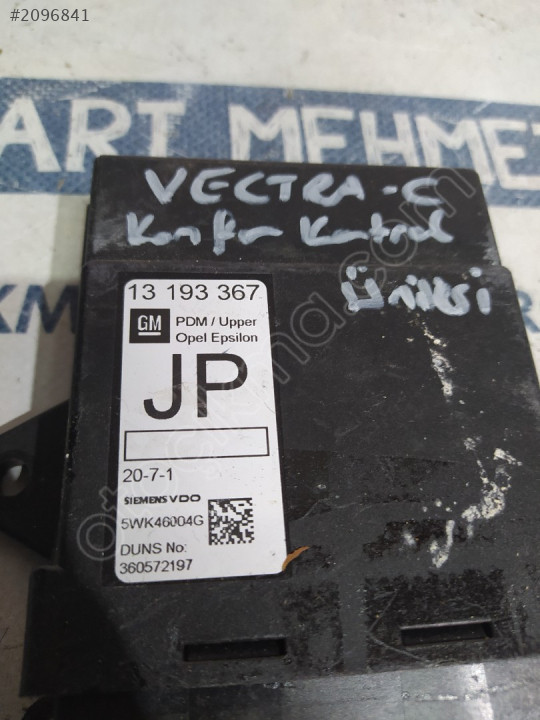 #2096841
ART MEHMET
VECTRA-C
Konfor Kontrol
Ünitesi
13 193 367
GM
PDM / Upper
Opel Epsilon
JP
20-7-1
SIEMENS VDO
5WK46004G
DUNS No:
360572197